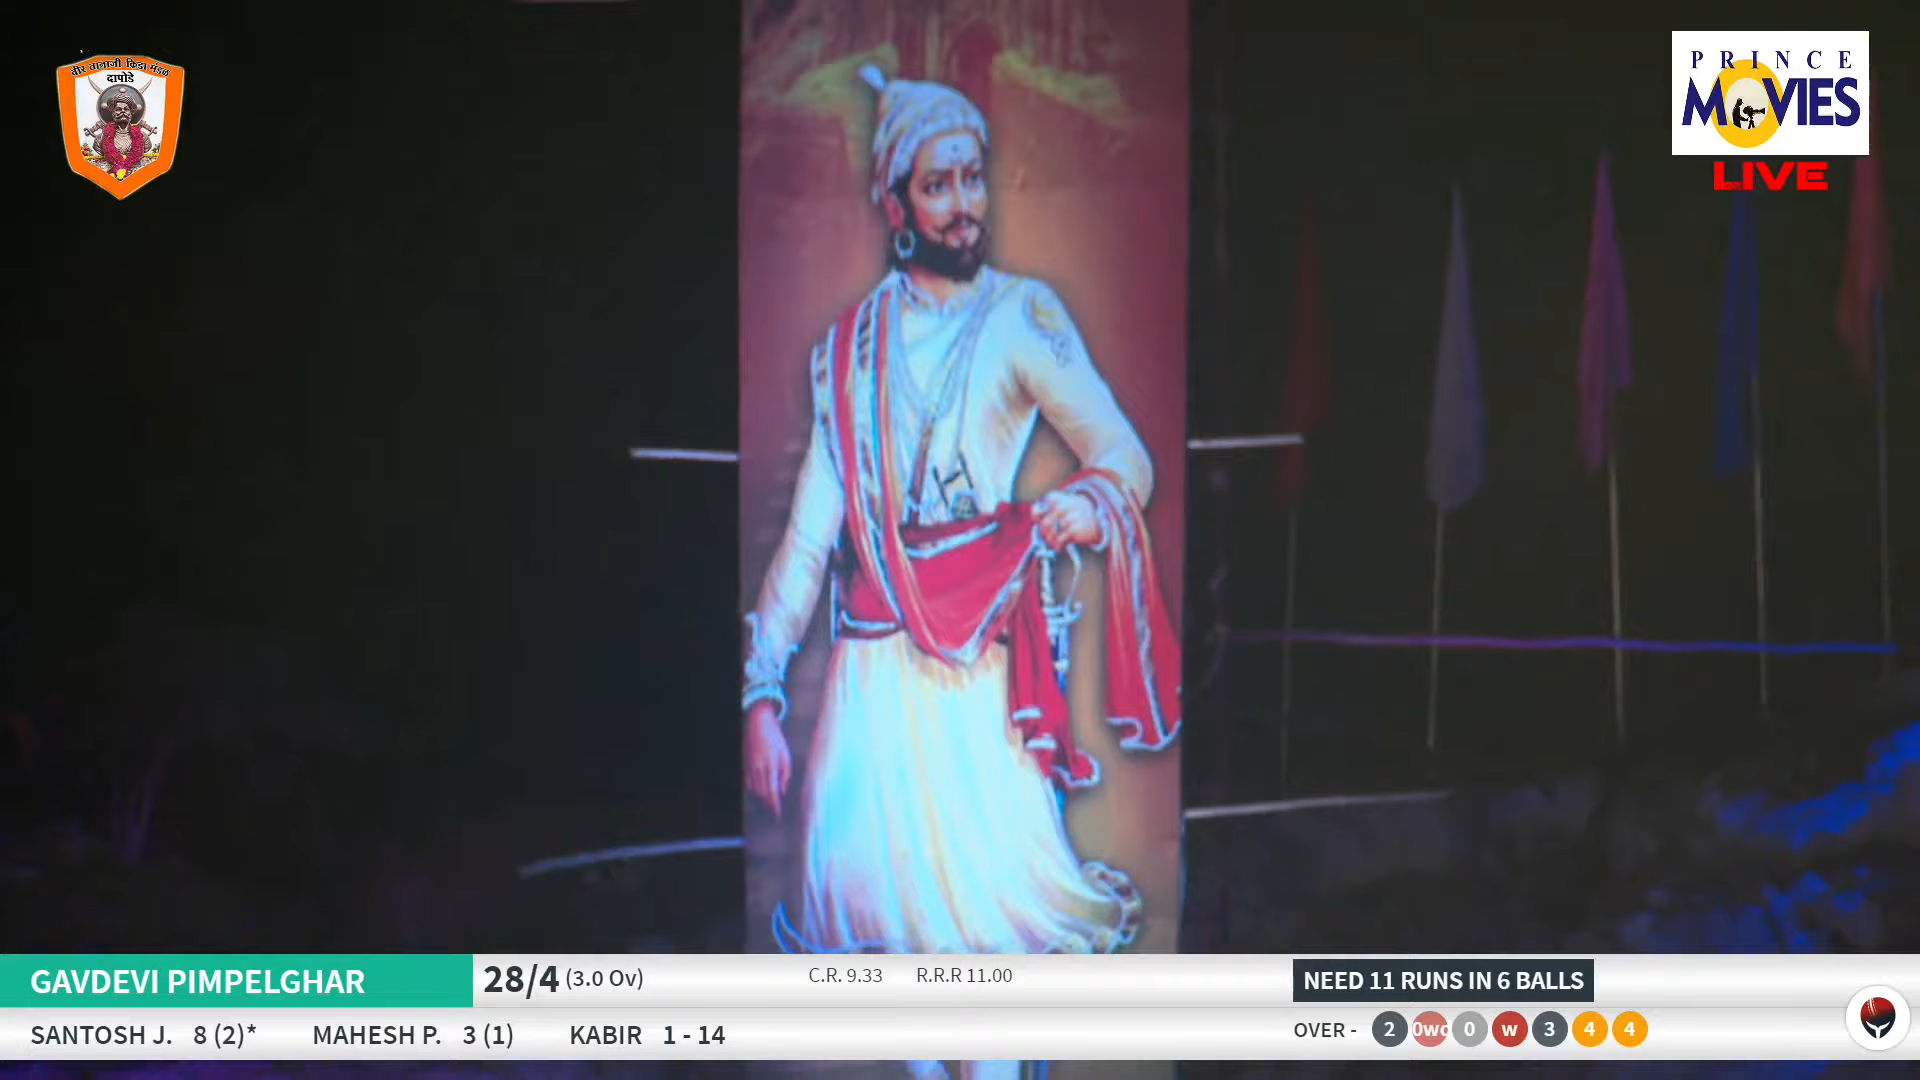 वीर तानाजी क्रिडा मंडळ
दापोडे
PRINCE
MOVIES
LIVE
GAVDEVI PIMPELGHAR 28/4 (3.0 Ov) C.R. 9.33 R.R.R 11.00 NEED 11 RUNS IN 6 BALLS
SANTOSH J. 8 (2)* MAHESH P. 3 (1) KABIR 1 - 14 OVER - 2 0wd 0 w 3 4 4